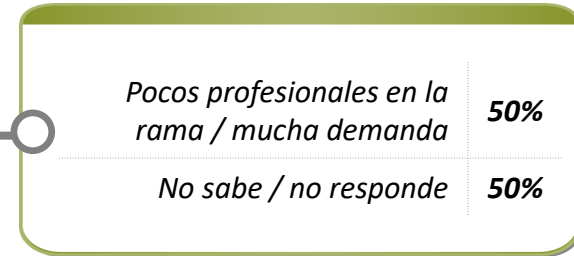 Pocos profesionales en la
rama / mucha demanda 50%
No sabe / no responde 50%